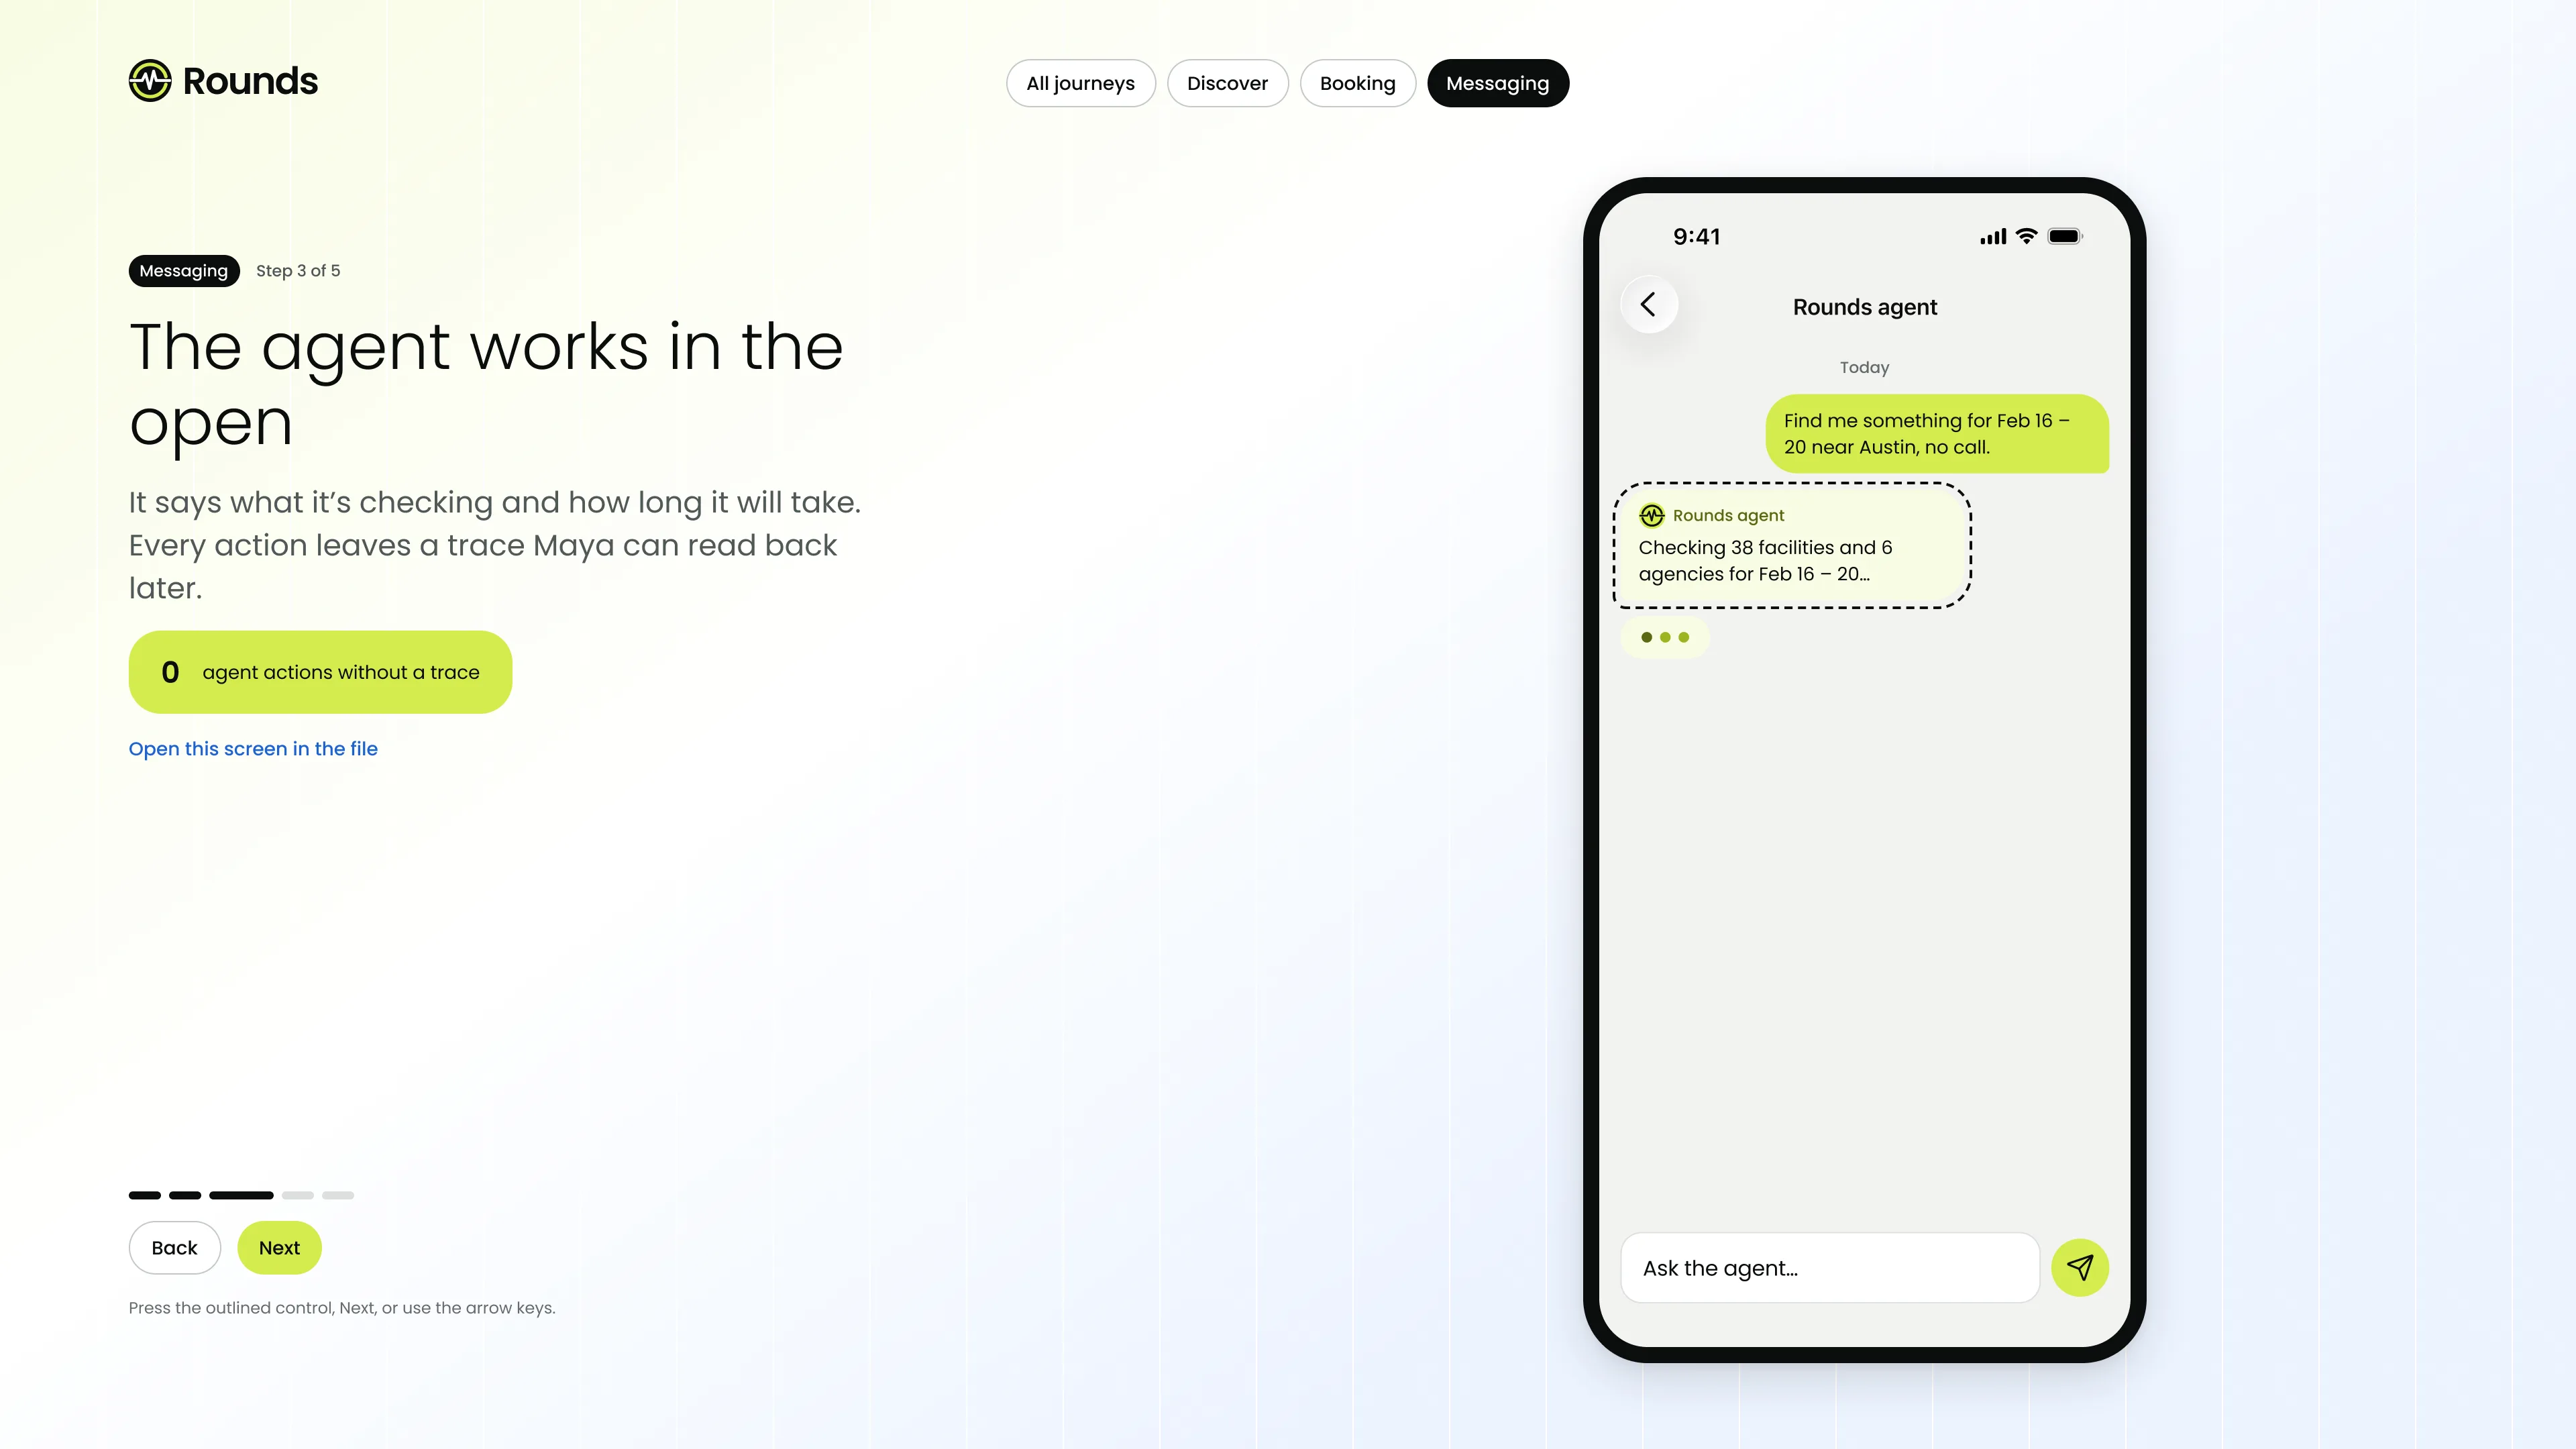 Rounds
All journeys
Discover
Booking
Messaging
Messaging
Step 3 of 5
The agent works in the
open
It says what it’s checking and how long it will take.
Every action leaves a trace Maya can read back
later.
0 agent actions without a trace
Open this screen in the file
Back
Next
Press the outlined control, Next, or use the arrow keys.
9:41
Rounds agent
Today
Find me something for Feb 16 –
20 near Austin, no call.
Rounds agent
Checking 38 facilities and 6
agencies for Feb 16 – 20…
Ask the agent…